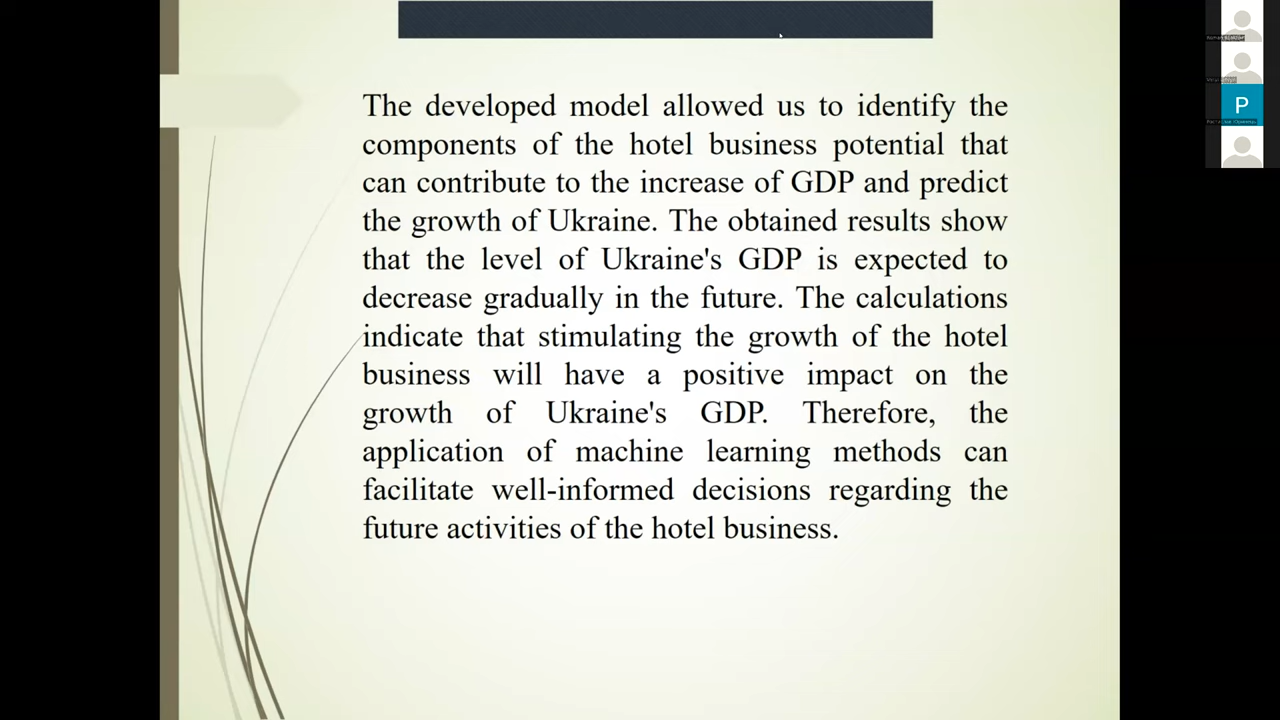 The developed model allowed us to identify the
components of the hotel business potential that
can contribute to the increase of GDP and predict
the growth of Ukraine. The obtained results show
that the level of Ukraine's GDP is expected to
decrease gradually in the future. The calculations
indicate that stimulating the growth of the hotel
business will have a positive impact on the
growth of Ukraine's GDP. Therefore, the
application of machine learning methods can
facilitate well-informed decisions regarding the
future activities of the hotel business.
P